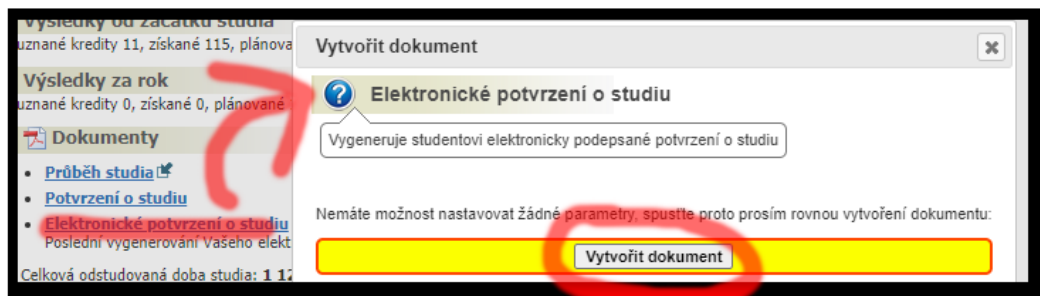 Výsledky od začátku studia
uznané kredity 11, získané 115, plánova
Výsledky za rok
uznané kredity 0, získané 0, plánované
Dokumenty
Průběh studia
Potvrzení o studiu
Elektronické potvrzení o studiu
Poslední vygenerování Vašeho elekt
Celková odstudovaná doba studia: 1 12
Vytvořit dokument
Elektronické potvrzení o studiu
Vygeneruje studentovi elektronicky podepsané potvrzení o studiu
Nemáte možnost nastavovat žádné parametry, spusťte proto prosím rovnou vytvoření dokumentu:
Vytvořit dokument